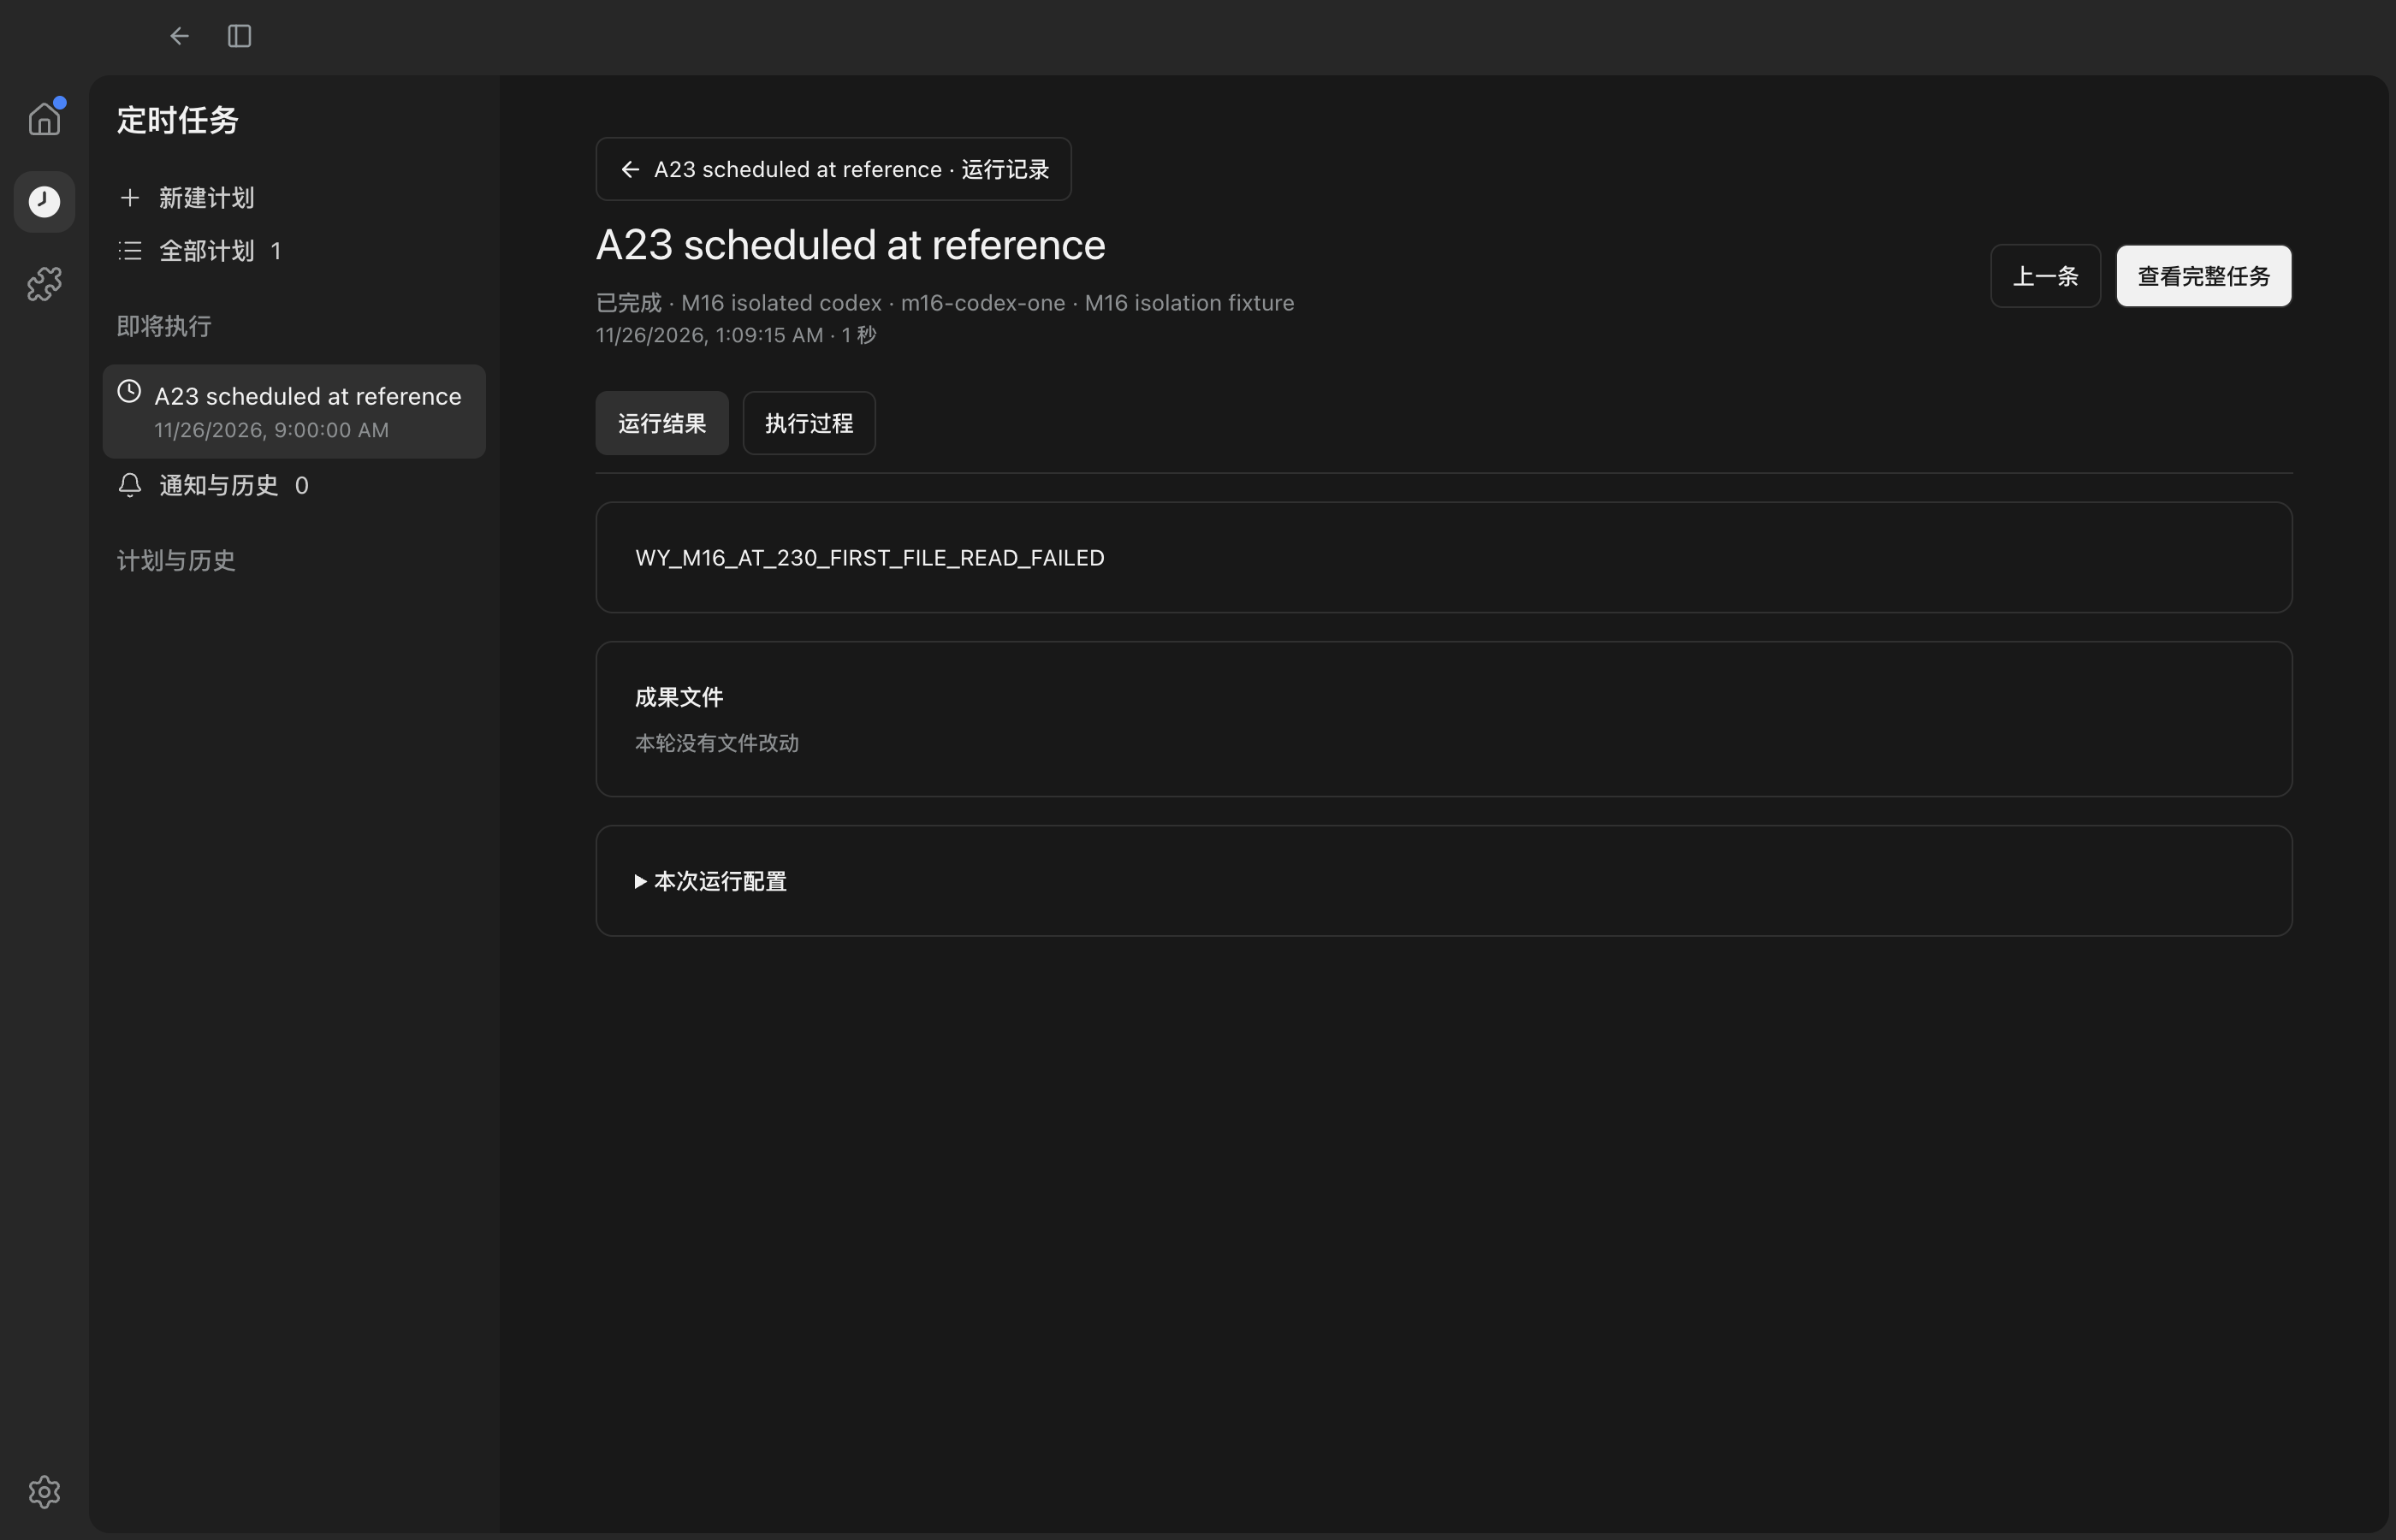 定时任务
新建计划
全部计划 1
即将执行
A23 scheduled at reference
11/26/2026, 9:00:00 AM
通知与历史 0
计划与历史
A23 scheduled at reference · 运行记录
A23 scheduled at reference
已完成 · M16 isolated codex · m16-codex-one · M16 isolation fixture
11/26/2026, 1:09:15 AM · 1 秒
上一条
查看完整任务
运行结果
执行过程
WY_M16_AT_230_FIRST_FILE_READ_FAILED
成果文件
本轮没有文件改动
本次运行配置